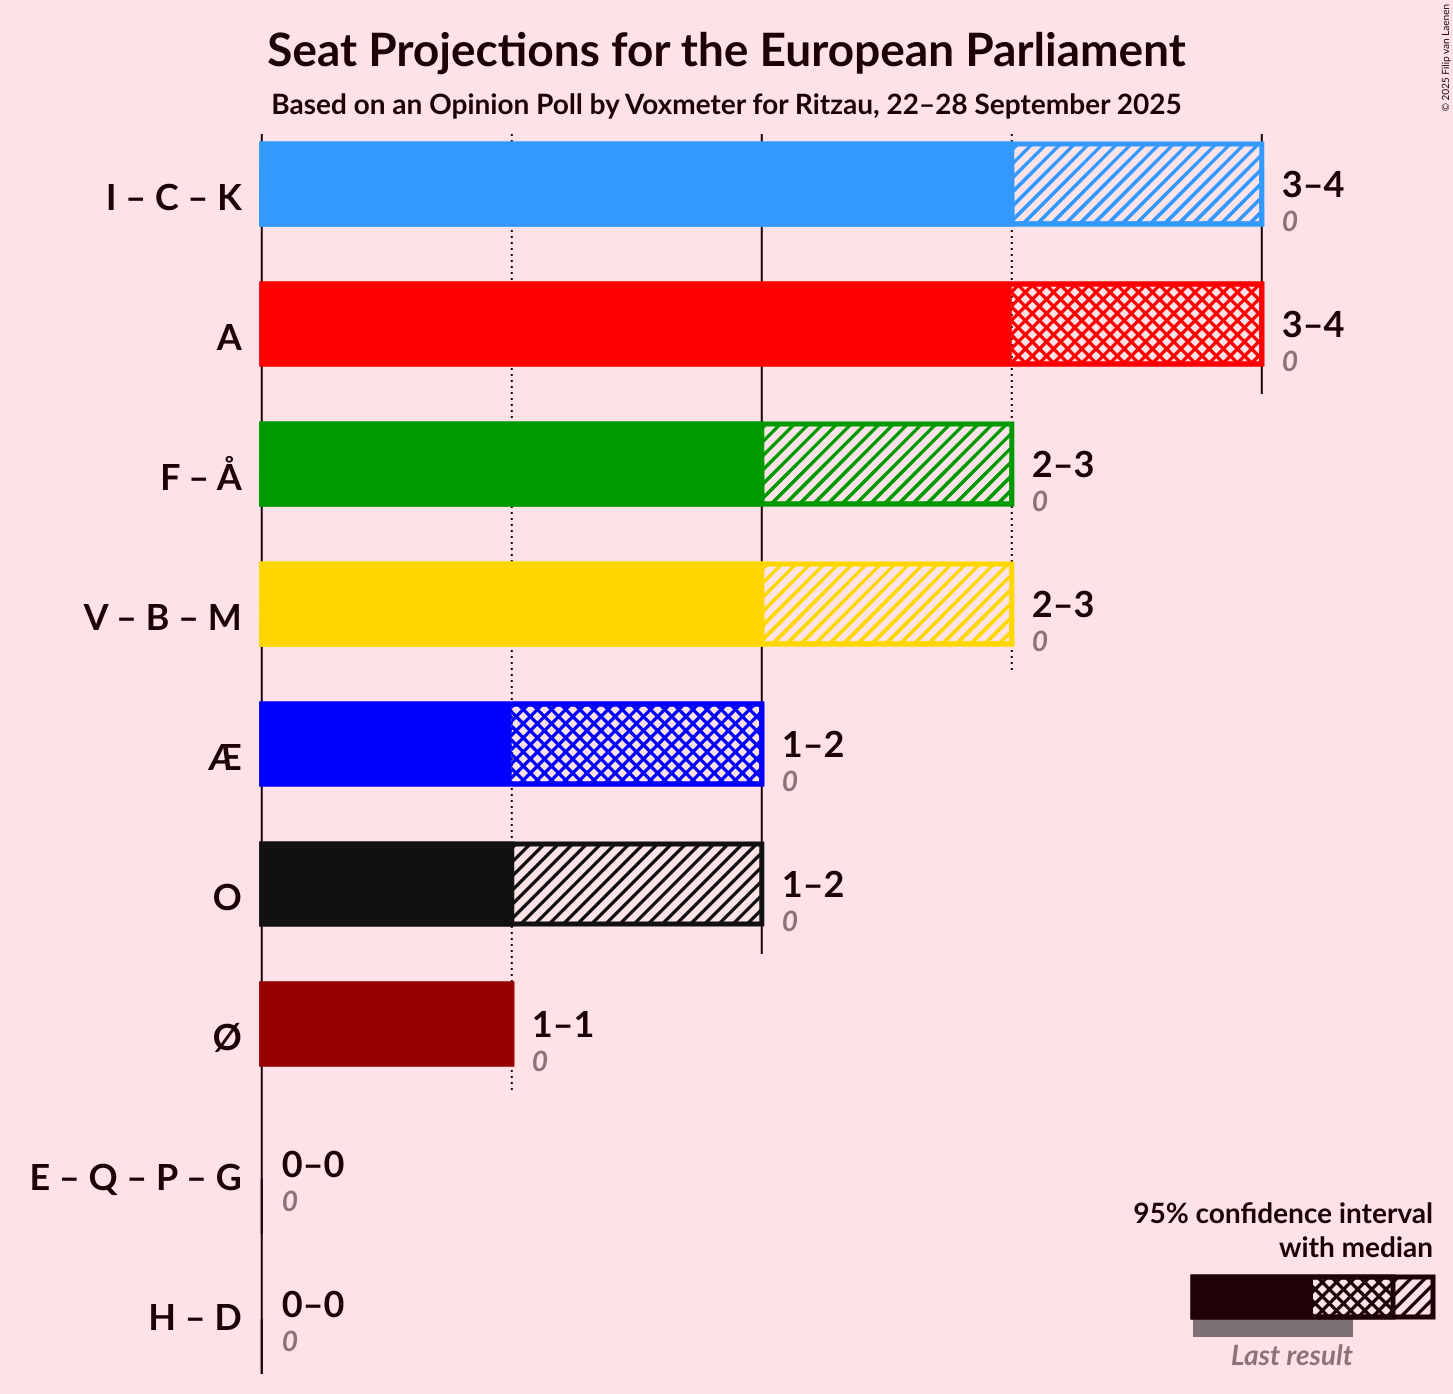 Seat Projections for the European Parliament
Based on an Opinion Poll by Voxmeter for Ritzau, 22–28 September 2025
© 2025 Filip van Laenen
I – C – K
3–4
0
A
3–4
0
F – Å
2–3
0
V – B – M
2–3
0
Æ
1–2
0
O
1–2
0
Ø
1–1
0
E – Q – P – G
0–0
0
H – D
0–0
0
95% confidence interval
with median
Last result